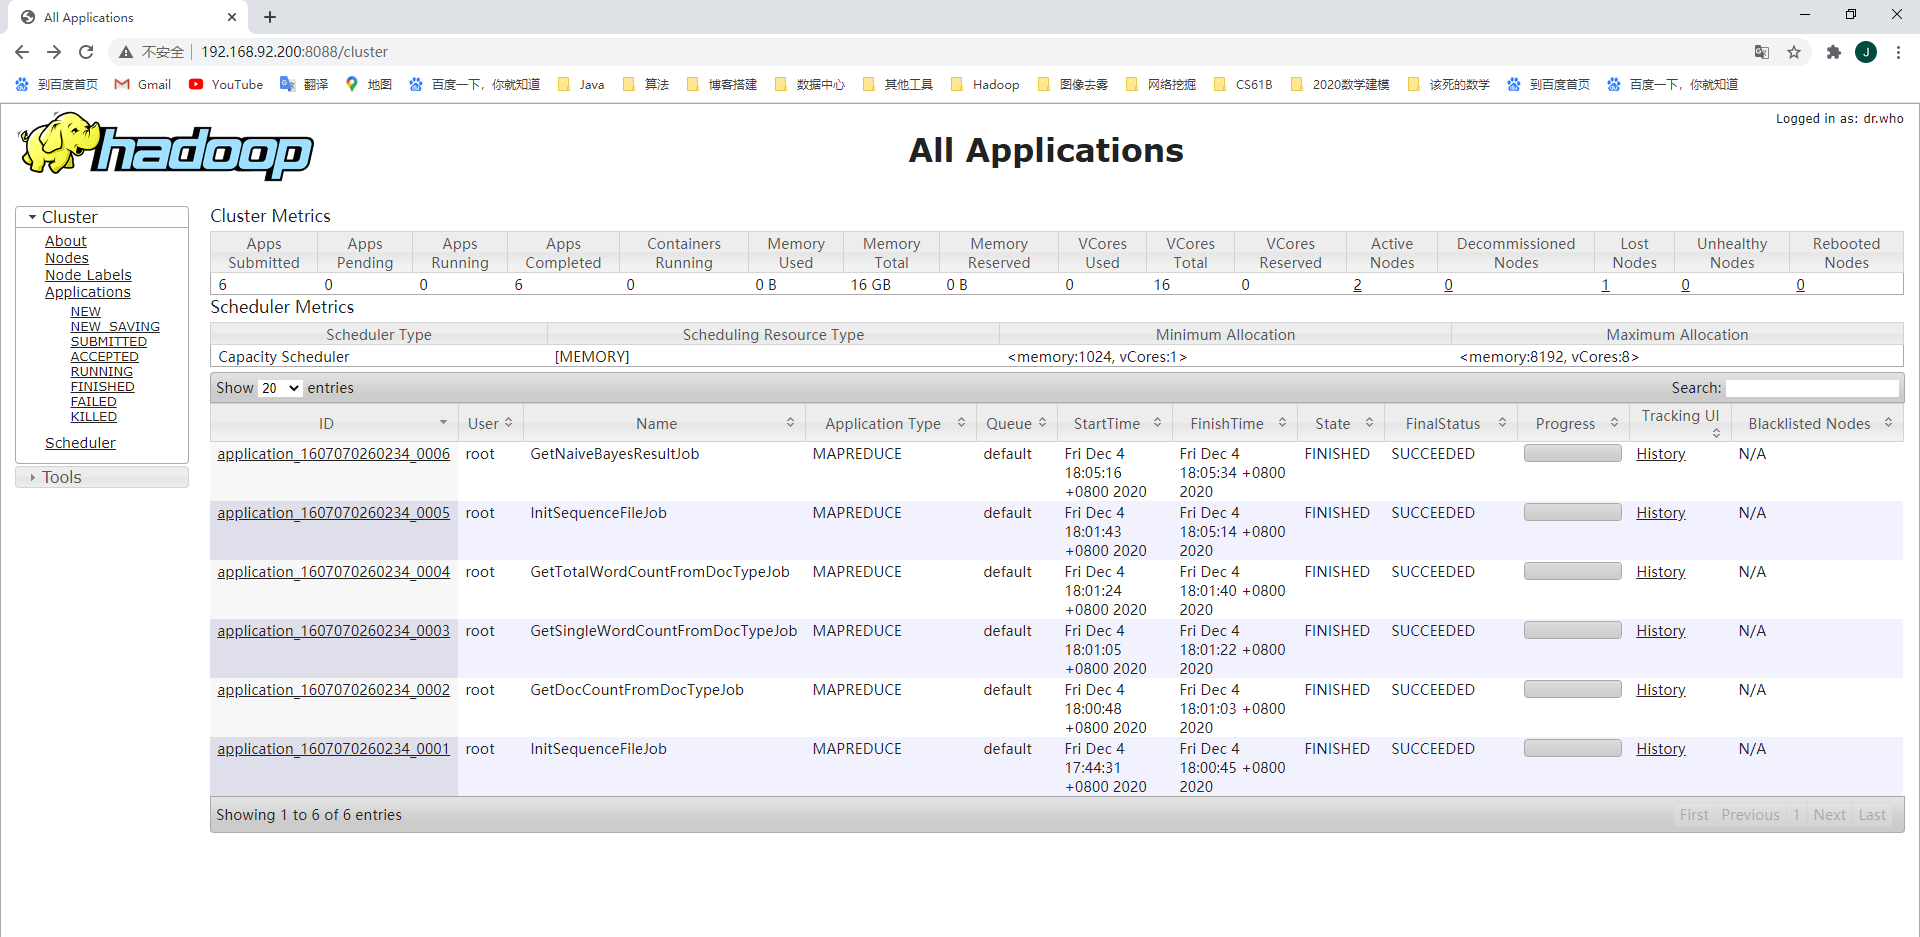 All Applications
不安全 192.168.92.200:8088/cluster
J
到百度首页 Gmail YouTube 翻译 地图 百度一下，你就知道 Java 算法 博客搭建 数据中心 其他工具 Hadoop 图像去雾 网络挖掘 CS61B 2020数学建模 该死的数学 到百度首页 百度一下，你就知道
hadoop
All Applications
Logged in as: dr.who
Cluster
About
Nodes
Node Labels
Applications
NEW
NEW_SAVING
SUBMITTED
ACCEPTED
RUNNING
FINISHED
FAILED
KILLED
Scheduler
Tools
Cluster Metrics
Apps Submitted Apps Pending Apps Running Apps Completed Containers Running Memory Used Memory Total Memory Reserved VCores Used VCores Total VCores Reserved Active Nodes Decommissioned Nodes Lost Nodes Unhealthy Nodes Rebooted Nodes
6 0 0 6 0 0 B 16 GB 0 B 0 16 0 2 0 1 0 0
Scheduler Metrics
Scheduler Type Scheduling Resource Type Minimum Allocation Maximum Allocation
Capacity Scheduler [MEMORY] <memory:1024, vCores:1> <memory:8192, vCores:8>
Show 20 entries Search:
ID User Name Application Type Queue StartTime FinishTime State FinalStatus Progress Tracking UI Blacklisted Nodes
application_1607070260234_0006 root GetNaiveBayesResultJob MAPREDUCE default Fri Dec 4 18:05:16 +0800 2020 Fri Dec 4 18:05:34 +0800 2020 FINISHED SUCCEEDED History N/A
application_1607070260234_0005 root InitSequenceFileJob MAPREDUCE default Fri Dec 4 18:01:43 +0800 2020 Fri Dec 4 18:05:14 +0800 2020 FINISHED SUCCEEDED History N/A
application_1607070260234_0004 root GetTotalWordCountFromDocTypeJob MAPREDUCE default Fri Dec 4 18:01:24 +0800 2020 Fri Dec 4 18:01:40 +0800 2020 FINISHED SUCCEEDED History N/A
application_1607070260234_0003 root GetSingleWordCountFromDocTypeJob MAPREDUCE default Fri Dec 4 18:01:05 +0800 2020 Fri Dec 4 18:01:22 +0800 2020 FINISHED SUCCEEDED History N/A
application_1607070260234_0002 root GetDocCountFromDocTypeJob MAPREDUCE default Fri Dec 4 18:00:48 +0800 2020 Fri Dec 4 18:01:03 +0800 2020 FINISHED SUCCEEDED History N/A
application_1607070260234_0001 root InitSequenceFileJob MAPREDUCE default Fri Dec 4 17:44:31 +0800 2020 Fri Dec 4 18:00:45 +0800 2020 FINISHED SUCCEEDED History N/A
Showing 1 to 6 of 6 entries First Previous 1 Next Last